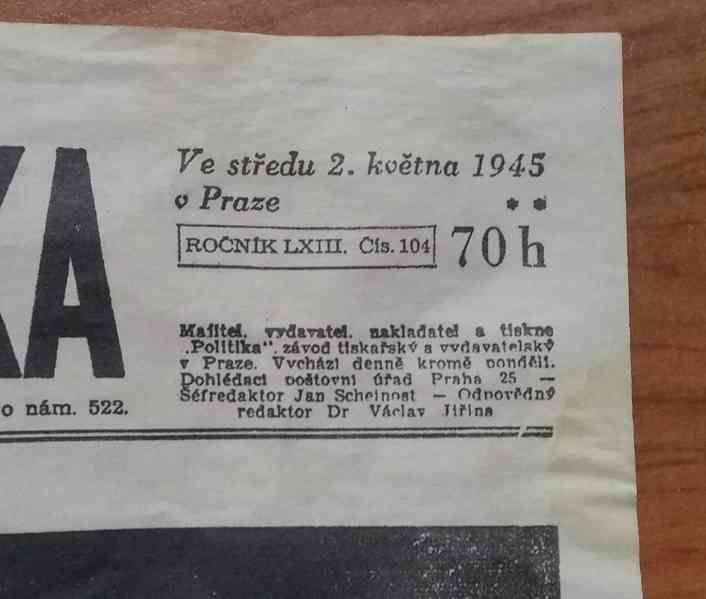 KA
Ve středu 2. května 1945
v Praze * *
ROČNÍK LXIII. Čís. 104 70 h
Majitel, vydavatel, nakladatel a tiskne
„Politika“, závod tiskařský a vydavatelský
v Praze. Vychází denně kromě pondělí.
Dohlédací poštovní úřad Praha 25 —
Šéfredaktor Jan Scheinost — Odpovědný
redaktor Dr Václav Jiřina
o nám. 522.